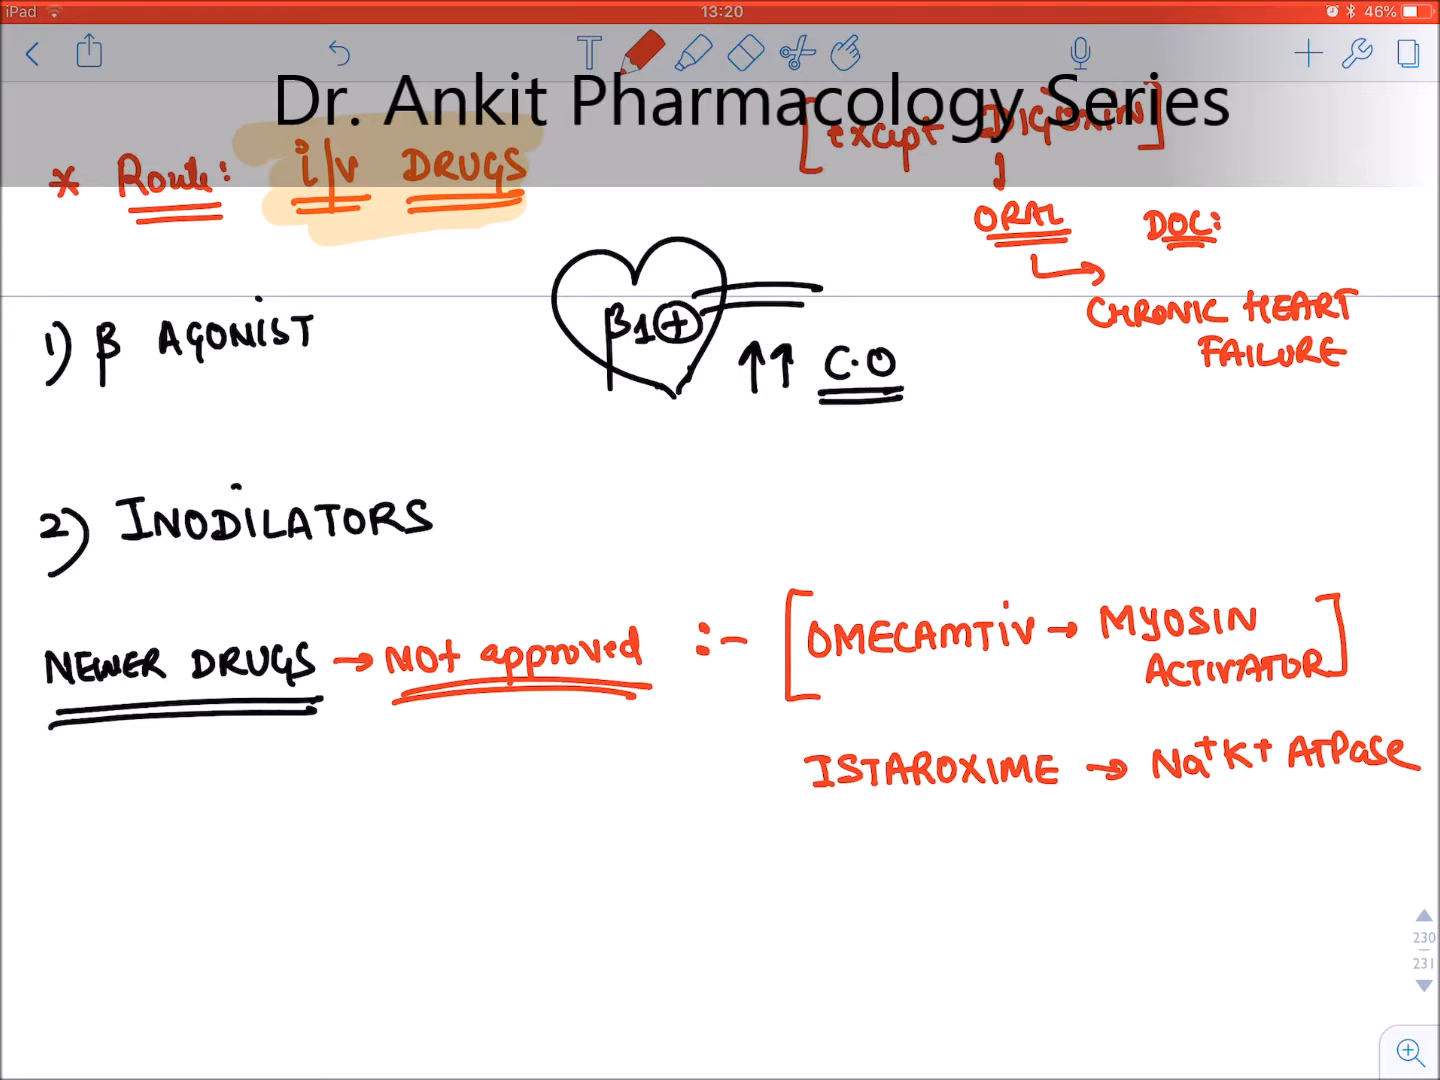 iPad
13:20
46%
T
Dr. Ankit Pharmacology Series
[except DIGOXIN]
* Route: i/v DRUGS
ORAL DOC:
CHRONIC HEART
FAILURE
1) β AGONIST
β1 +
↑↑ C.O
2) INODILATORS
NEWER DRUGS → NOt approved :- [OMECAMTiV → MYOSIN
ACTIVATOR]
ISTAROXIME → Na+K+ ATPase
230
231